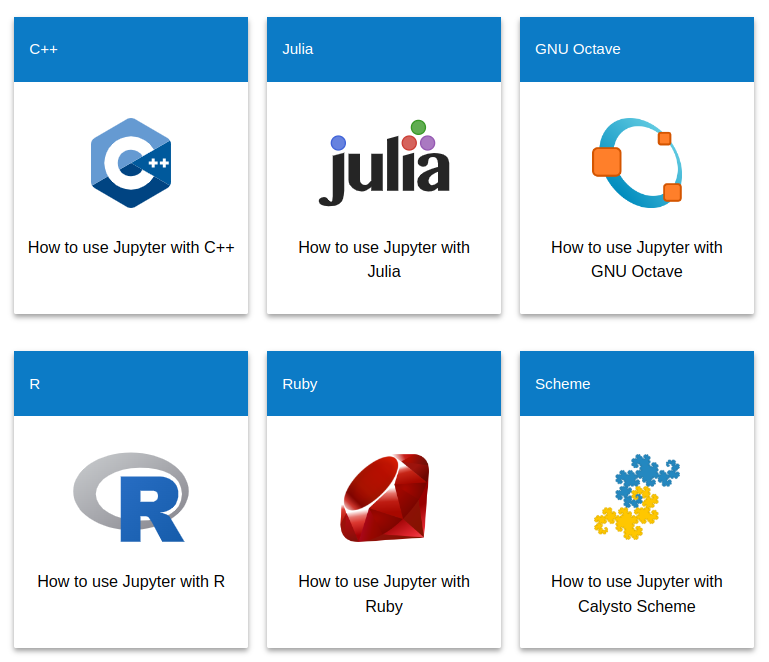 C++
Julia
GNU Octave
C++
julia
How to use Jupyter with C++
How to use Jupyter with
Julia
How to use Jupyter with
GNU Octave
R
Ruby
Scheme
R
How to use Jupyter with R
How to use Jupyter with
Ruby
How to use Jupyter with
Calysto Scheme